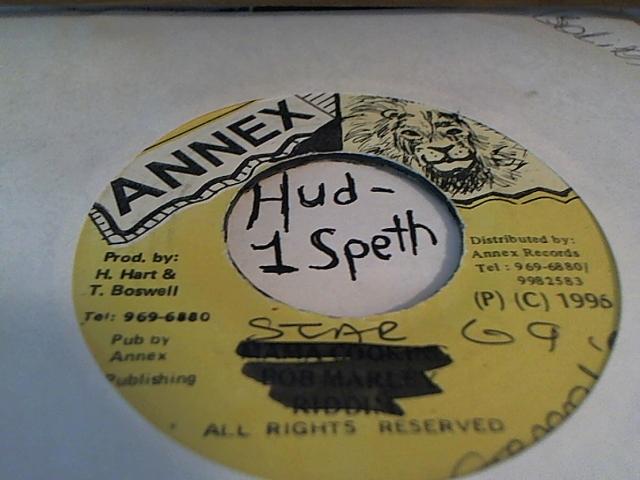 ANNEX
Hud-
1 Speth
Prod. by:
H. Hart &
T. Boswell
Tel: 969-6880
Pub by
Annex
Publishing
Distributed by:
Annex Records
Tel : 969-6880/
9982583
(P) (C) 1996
STAR 69
BOB MARLEY
RIDDIM
ALL RIGHTS RESERVED